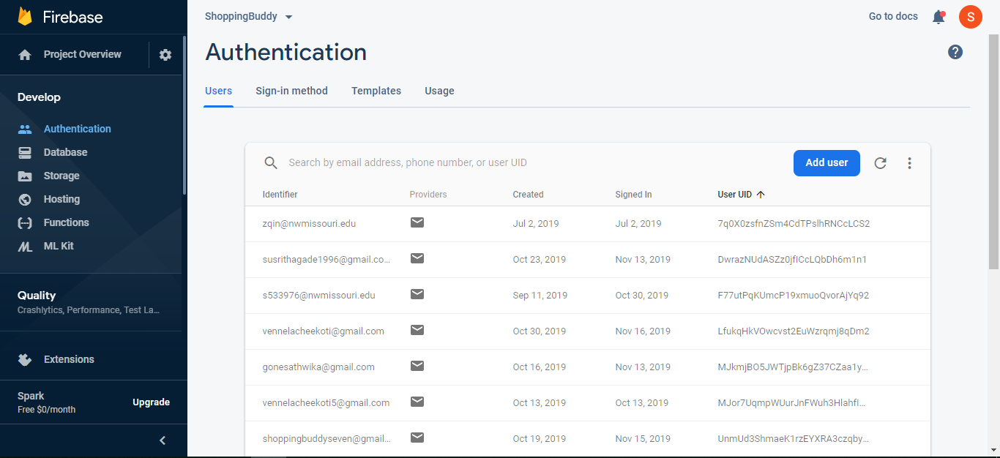 Firebase
Project Overview
Develop
Authentication
Database
Storage
Hosting
Functions
ML Kit
Quality
Crashlytics, Performance, Test La...
Extensions
Spark
Free $0/month
Upgrade
ShoppingBuddy
Go to docs
S
Authentication
?
Users Sign-in method Templates Usage
Search by email address, phone number, or user UID
Add user
Identifier Providers Created Signed In User UID
zqin@nwmissouri.edu Jul 2, 2019 Jul 2, 2019 7q0X0zsfnZSm4CdTPslhRNCcLCS2
susrithagade1996@gmail.co... Oct 23, 2019 Nov 13, 2019 DwrazNUdASZz0jfICcLQbDh6m1n1
s533976@nwmissouri.edu Sep 11, 2019 Oct 30, 2019 F77utPqKUmcP19xmuoQvorAjYq92
vennelacheekoti@gmail.com Oct 30, 2019 Nov 16, 2019 LfukqHkVOwcvst2EuWzrqmj8qDm2
gonesathwika@gmail.com Oct 16, 2019 Nov 13, 2019 MJkmjBO5JWTjpBk6gZ37CZaa1y...
vennelacheekoti5@gmail.com Oct 13, 2019 Oct 13, 2019 MJor7UqmpWUurJnFWuh3HlahfI...
shoppingbuddyseven@gmail... Oct 19, 2019 Nov 15, 2019 UnmUd3ShmaeK1rzEYXRA3czqby...